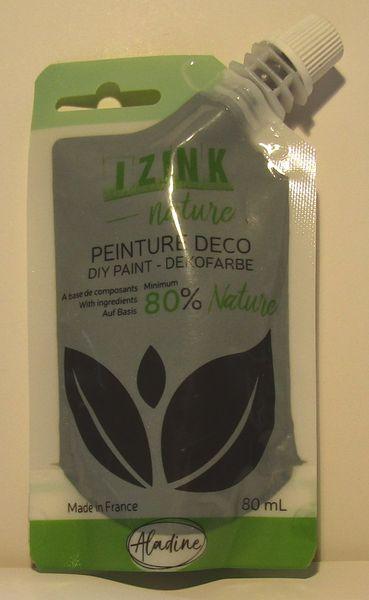 IZINK
nature
PEINTURE DECO
DIY PAINT - DEKOFARBE
A base de composants
With ingredients
Auf Basis
Minimum
80% Nature
Made in France
80 mL
Aladine